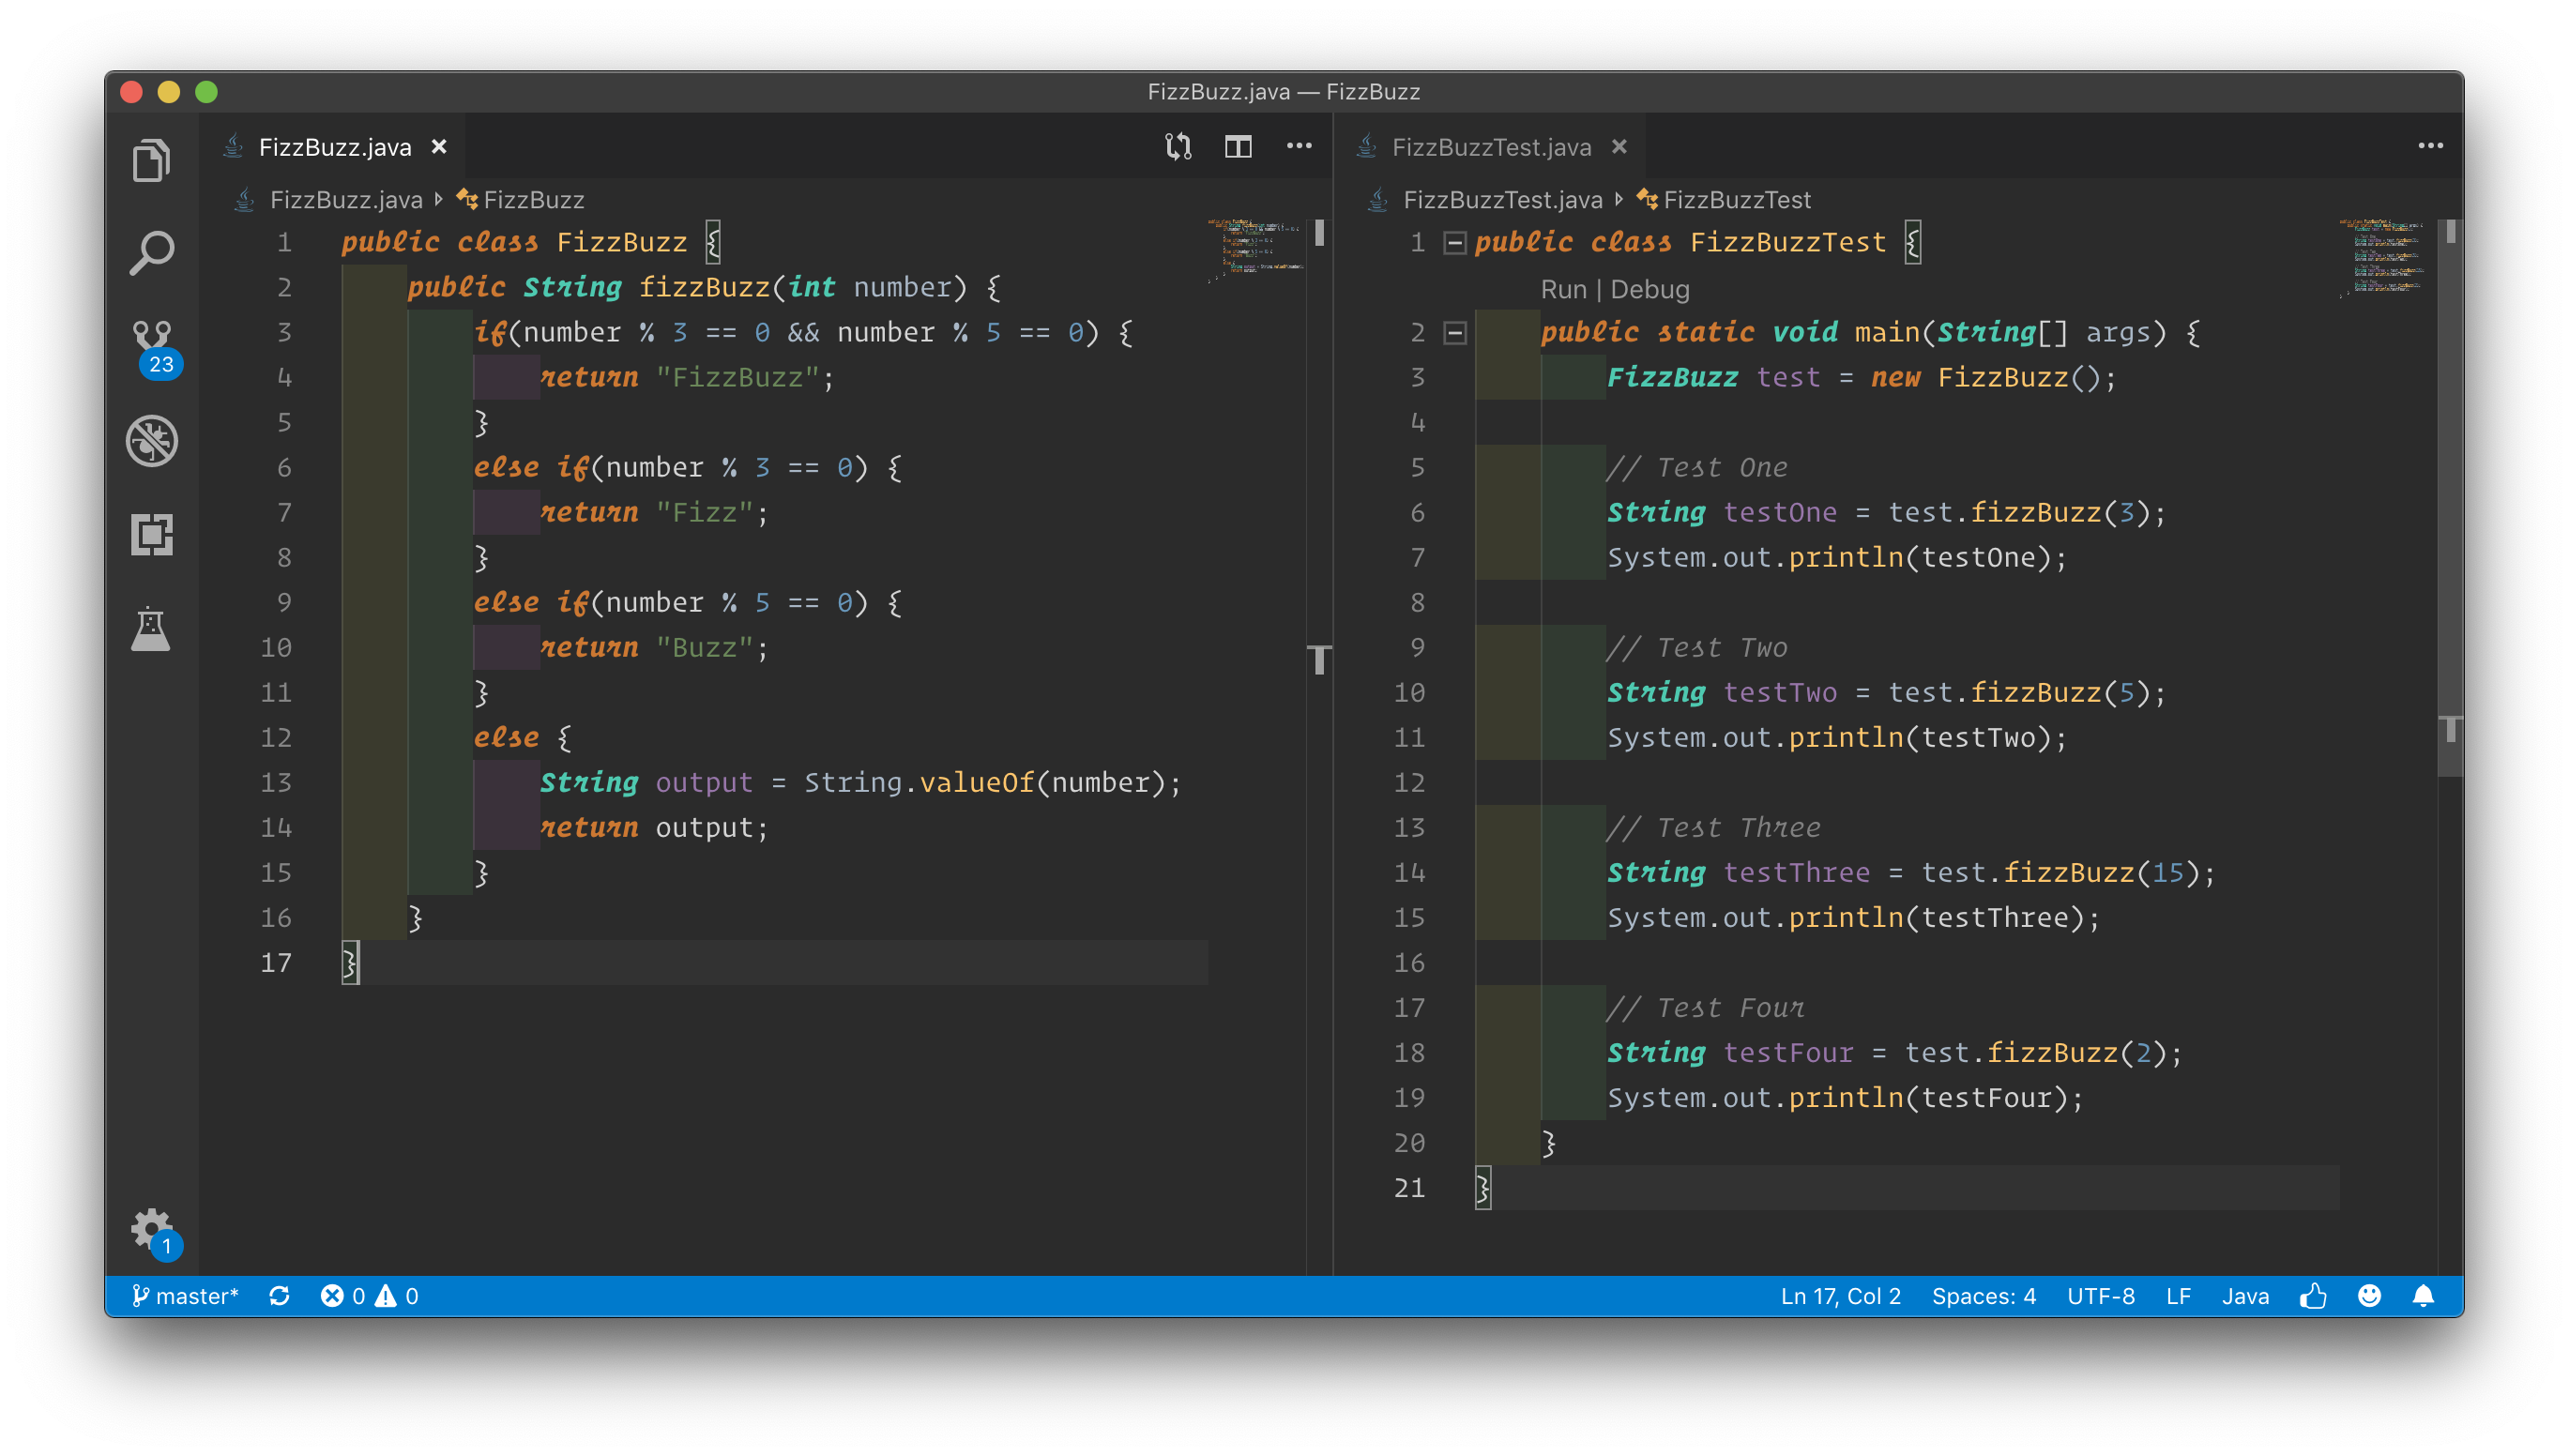 FizzBuzz.java — FizzBuzz
FizzBuzz.java
FizzBuzz.java FizzBuzz
1 public class FizzBuzz {
2 public String fizzBuzz(int number) {
3 if(number % 3 == 0 && number % 5 == 0) {
4 return "FizzBuzz";
5 }
6 else if(number % 3 == 0) {
7 return "Fizz";
8 }
9 else if(number % 5 == 0) {
10 return "Buzz";
11 }
12 else {
13 String output = String.valueOf(number);
14 return output;
15 }
16 }
17 }
FizzBuzzTest.java
FizzBuzzTest.java FizzBuzzTest
1 public class FizzBuzzTest {
Run | Debug
2 public static void main(String[] args) {
3 FizzBuzz test = new FizzBuzz();
4
5 // Test One
6 String testOne = test.fizzBuzz(3);
7 System.out.println(testOne);
8
9 // Test Two
10 String testTwo = test.fizzBuzz(5);
11 System.out.println(testTwo);
12
13 // Test Three
14 String testThree = test.fizzBuzz(15);
15 System.out.println(testThree);
16
17 // Test Four
18 String testFour = test.fizzBuzz(2);
19 System.out.println(testFour);
20 }
21 }
23
1
master* 0 0 Ln 17, Col 2 Spaces: 4 UTF-8 LF Java